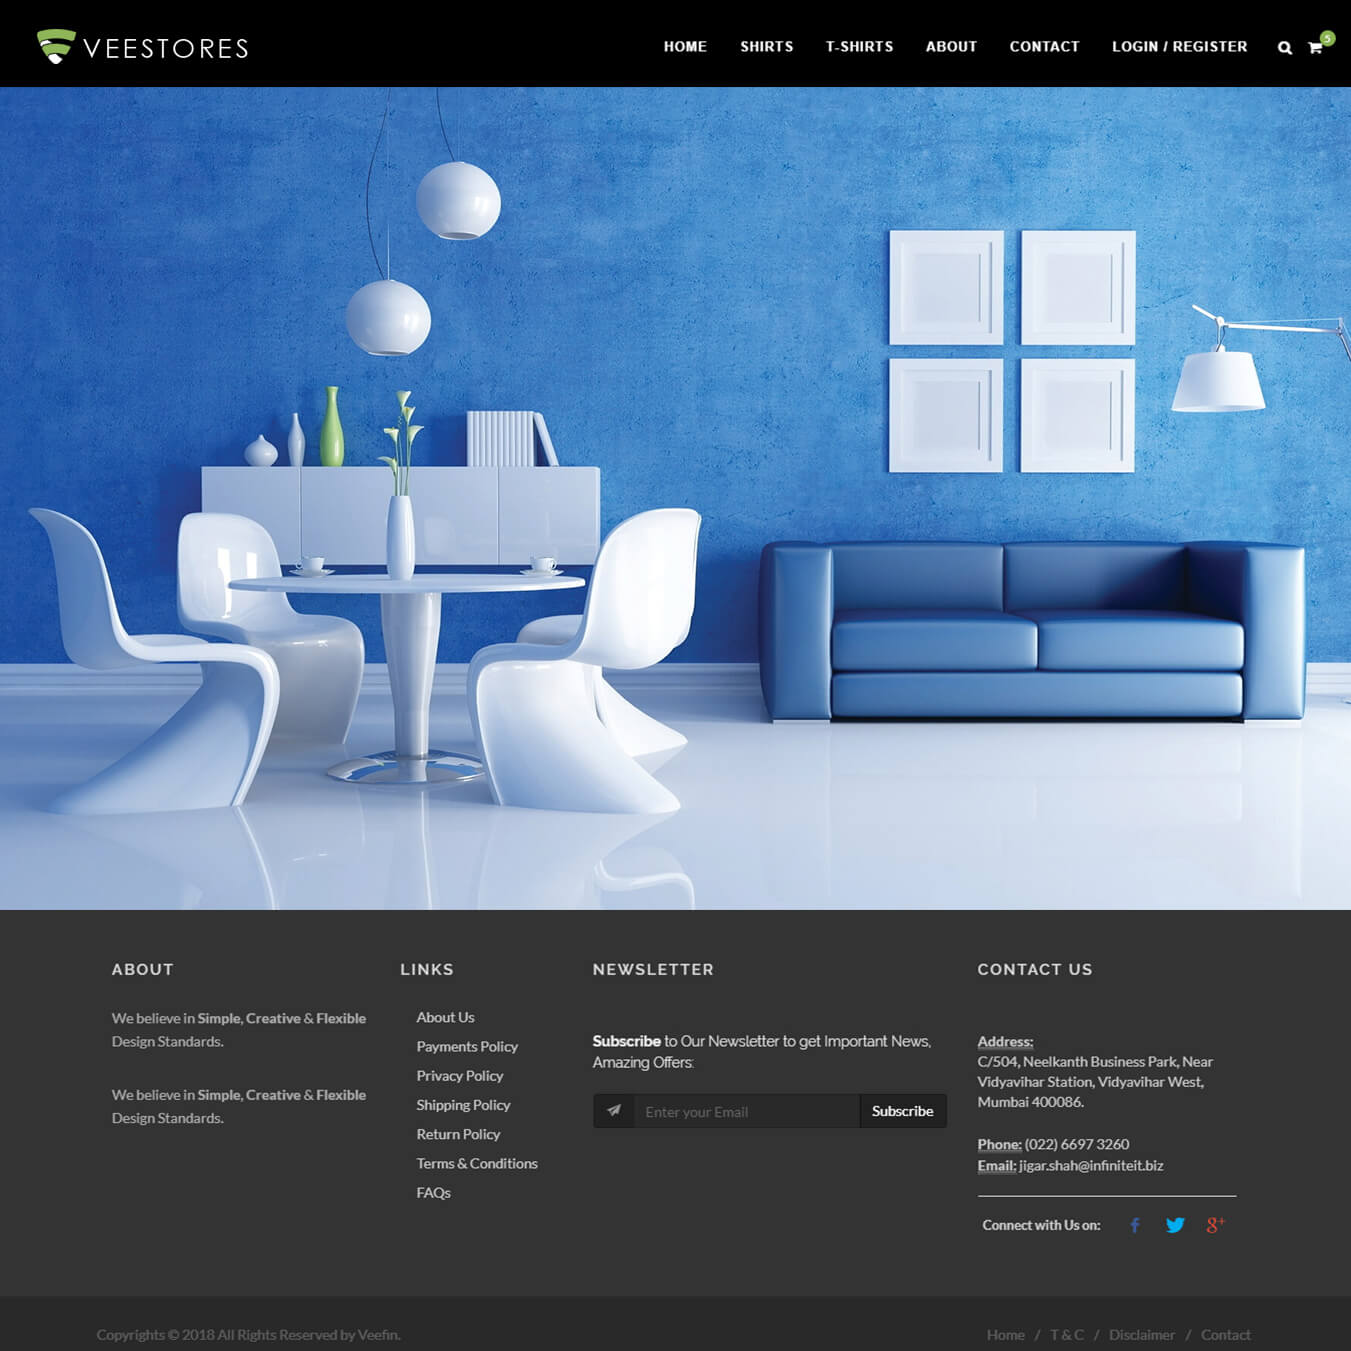 VEESTORES
HOME SHIRTS T-SHIRTS ABOUT CONTACT LOGIN / REGISTER 5
ABOUT
We believe in Simple, Creative & Flexible
Design Standards.
We believe in Simple, Creative & Flexible
Design Standards.
LINKS
About Us
Payments Policy
Privacy Policy
Shipping Policy
Return Policy
Terms & Conditions
FAQs
NEWSLETTER
Subscribe to Our Newsletter to get Important News,
Amazing Offers:
Enter your Email Subscribe
CONTACT US
Address:
C/504, Neelkanth Business Park, Near
Vidyavihar Station, Vidyavihar West,
Mumbai 400086.
Phone: (022) 6697 3260
Email: jigar.shah@infiniteit.biz
Connect with Us on: f g+
Copyrights © 2018 All Rights Reserved by Veefin.
Home / T & C / Disclaimer / Contact